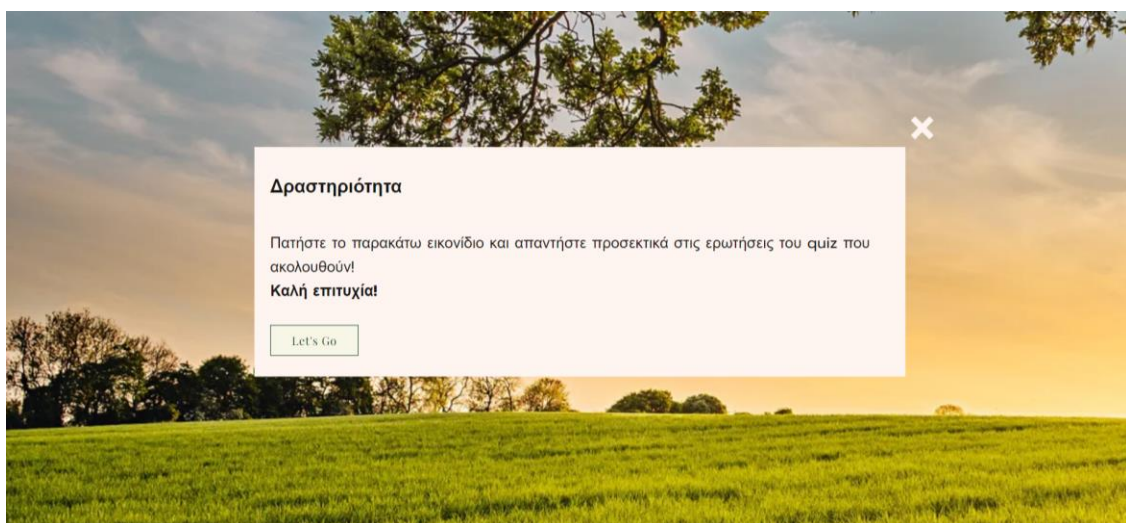 Δραστηριότητα
Πατήστε το παρακάτω εικονίδιο και απαντήστε προσεκτικά στις ερωτήσεις του quiz που
ακολουθούν!
Καλή επιτυχία!
Let's Go